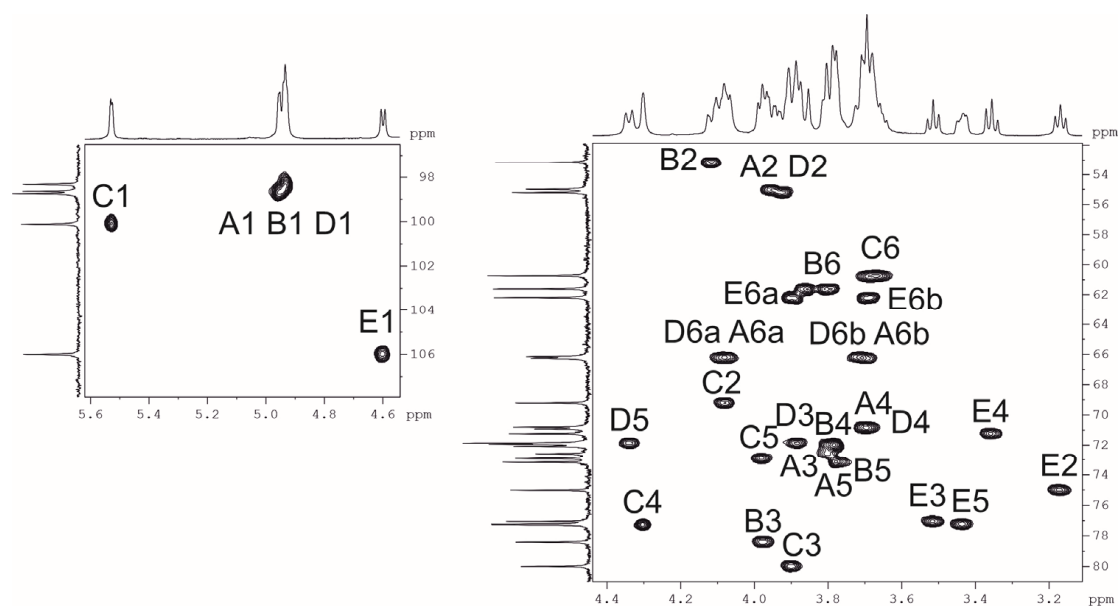 ppm
98
100
102
104
106
C1
A1 B1 D1
E1
5.6 5.4 5.2 5.0 4.8 4.6 ppm
ppm
54
56
58
60
62
64
66
68
70
72
74
76
78
80
B2 A2 D2
B6 C6
E6a E6b
D6a A6a D6b A6b
C2
D5 C5 D3 B4 A4 D4 E4
A3 A5 B5 E2
C4 E3 E5
B3
C3
4.4 4.2 4.0 3.8 3.6 3.4 3.2 ppm